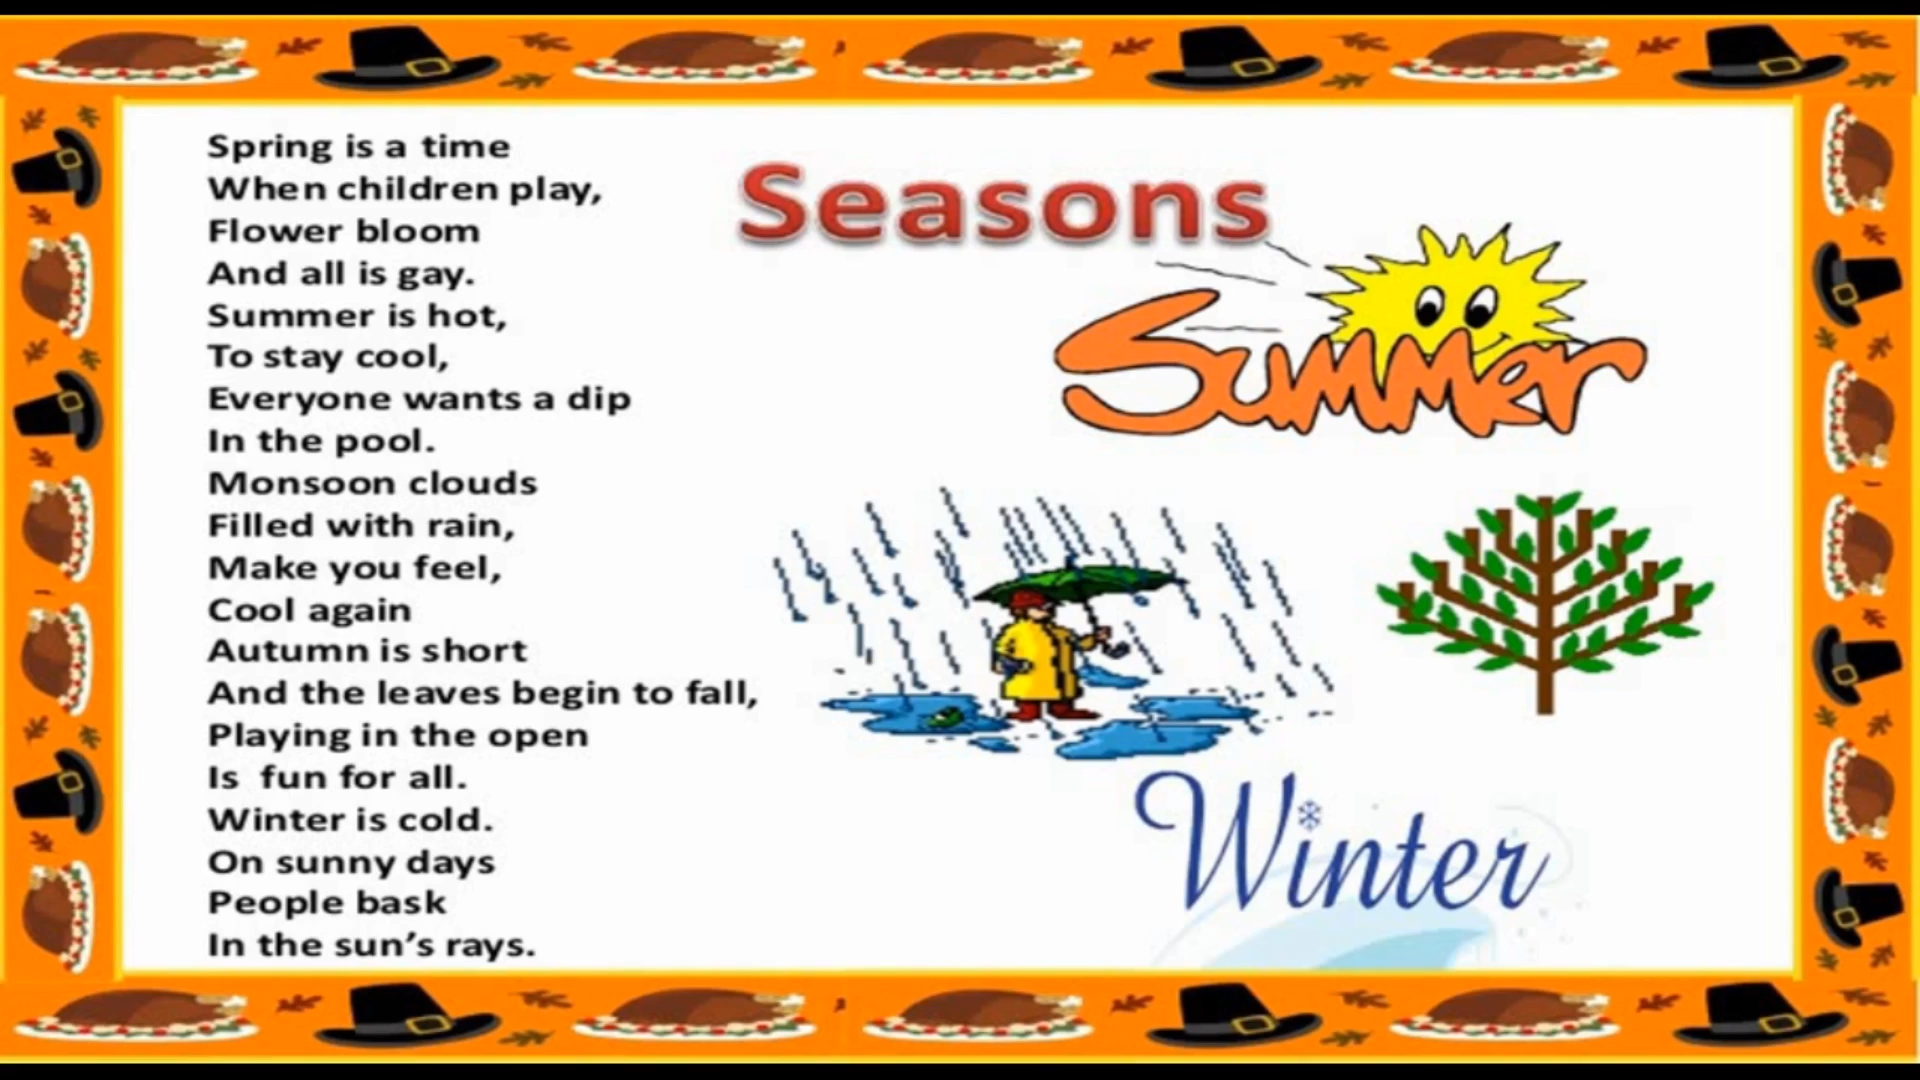 Seasons
Spring is a time
When children play,
Flower bloom
And all is gay.
Summer is hot,
To stay cool,
Everyone wants a dip
In the pool.
Monsoon clouds
Filled with rain,
Make you feel,
Cool again
Autumn is short
And the leaves begin to fall,
Playing in the open
Is  fun for all.
Winter is cold.
On sunny days
People bask
In the sun’s rays.
Summer
Winter